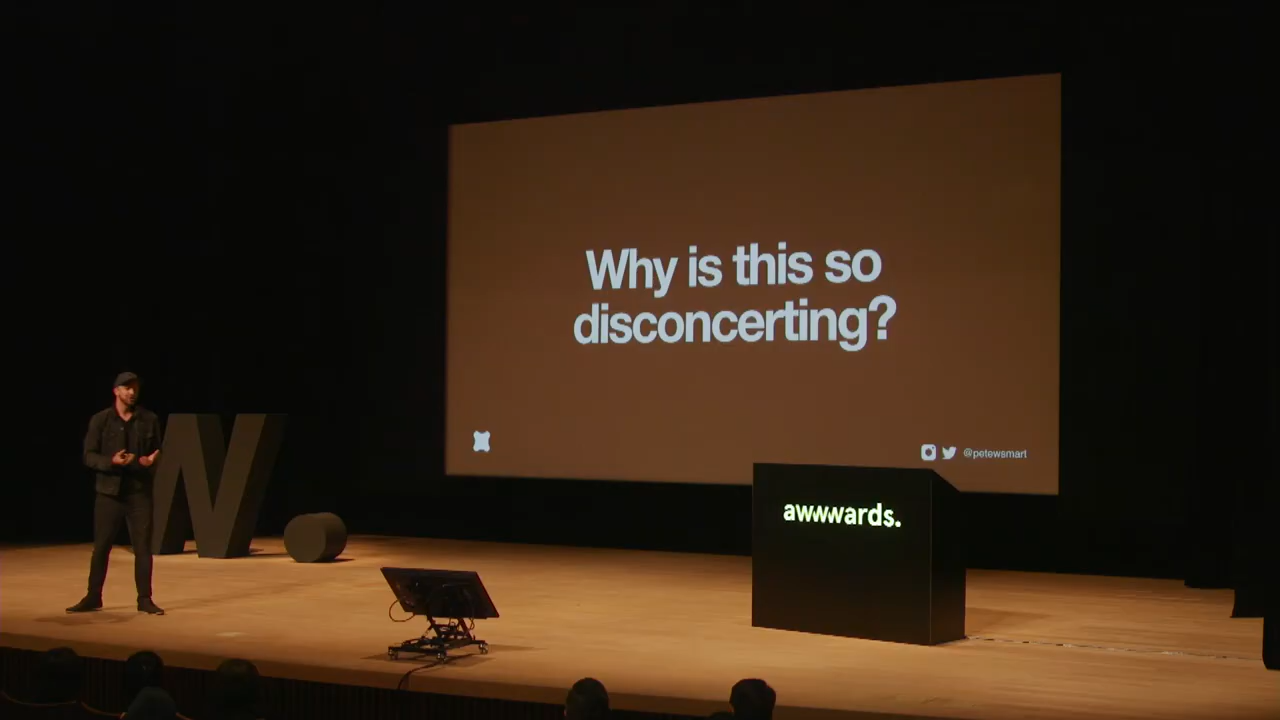 Why is this so
disconcerting?
@petewsmart
awwwards.
W.